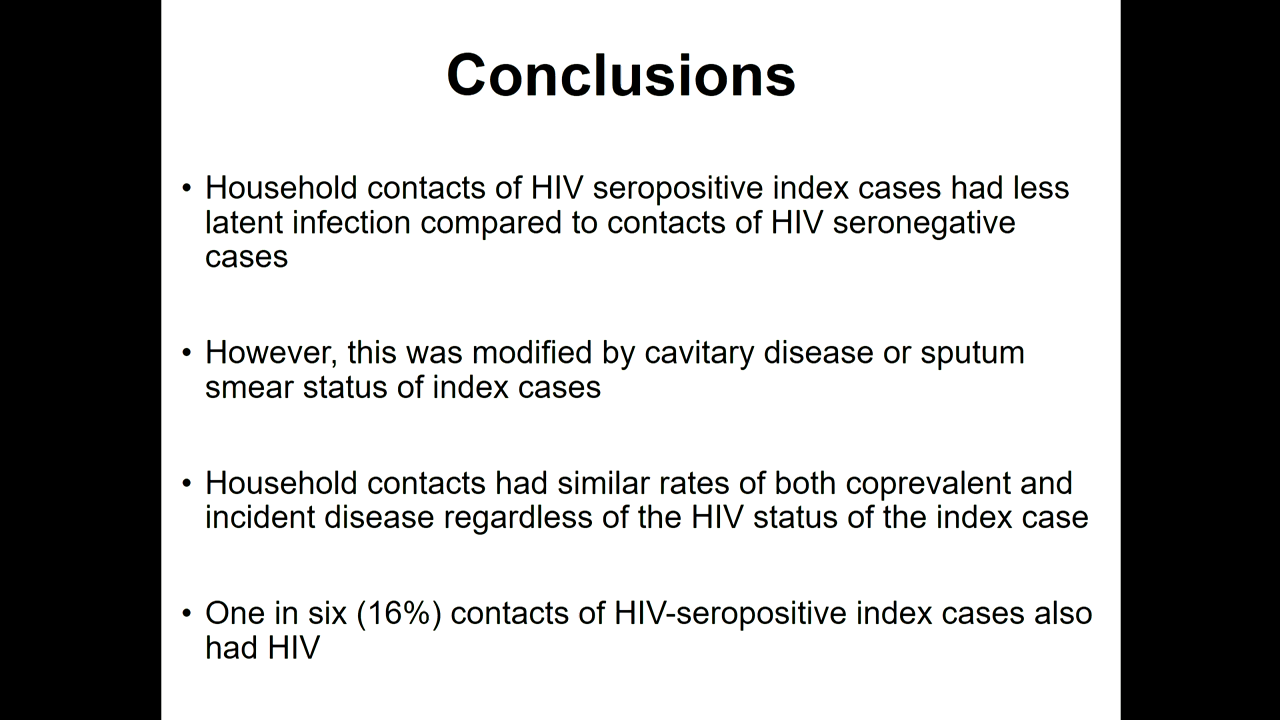 Conclusions
• Household contacts of HIV seropositive index cases had less
latent infection compared to contacts of HIV seronegative
cases
• However, this was modified by cavitary disease or sputum
smear status of index cases
• Household contacts had similar rates of both coprevalent and
incident disease regardless of the HIV status of the index case
• One in six (16%) contacts of HIV-seropositive index cases also
had HIV